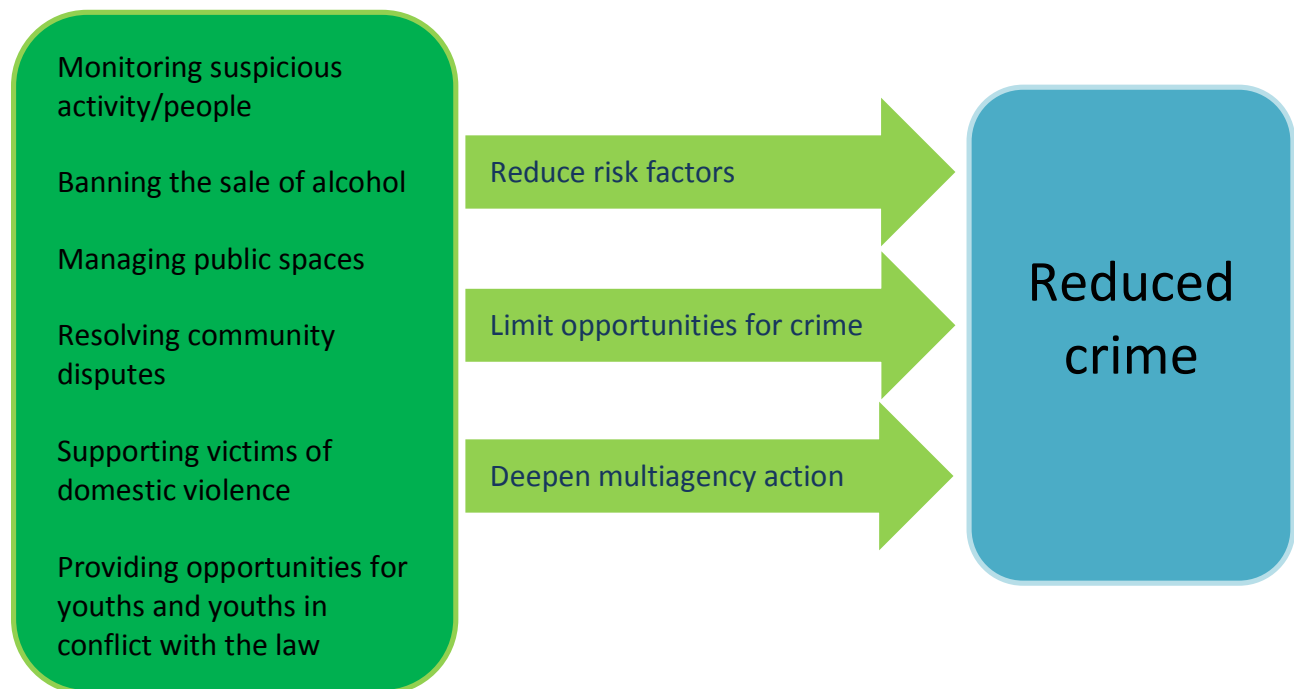 Monitoring suspicious
activity/people
Banning the sale of alcohol
Managing public spaces
Resolving community
disputes
Supporting victims of
domestic violence
Providing opportunities for
youths and youths in
conflict with the law
Reduce risk factors
Limit opportunities for crime
Deepen multiagency action
Reduced
crime